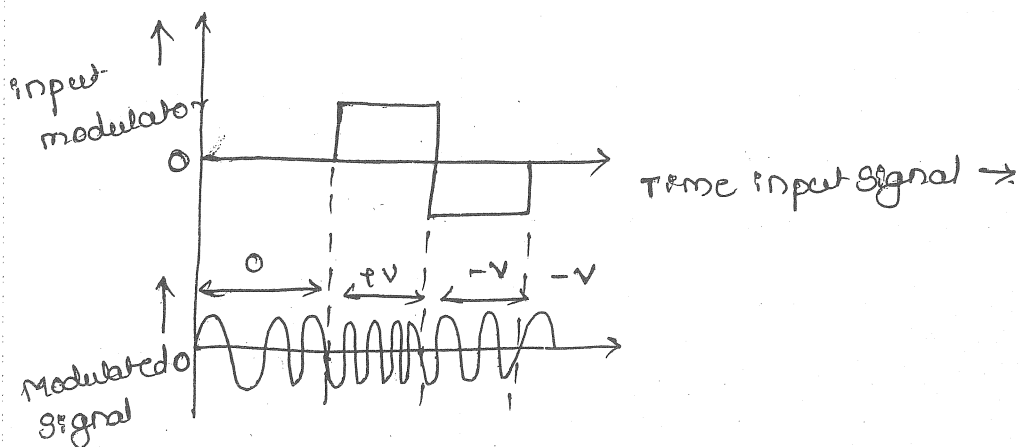 input
modulator
0
Time input signal →
0 +V -V -V
Modulated 0
signal